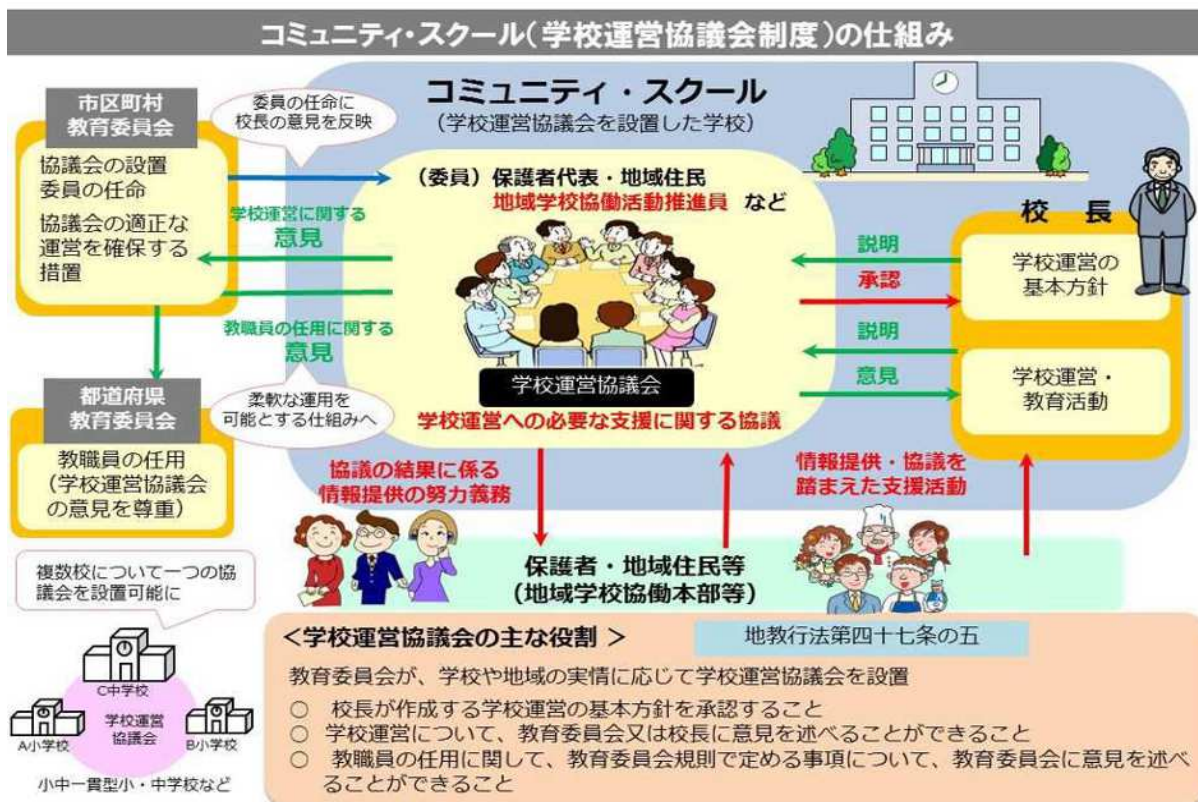 コミュニティ・スクール(学校運営協議会制度)の仕組み
市区町村
教育委員会
協議会の設置
委員の任命
協議会の適正な
運営を確保する
措置
委員の任命に
校長の意見を反映
コミュニティ・スクール
(学校運営協議会を設置した学校)
(委員)保護者代表・地域住民
地域学校協働活動推進員 など
学校運営に関する
意見
教職員の任用に関する
意見
学校運営協議会
学校運営への必要な支援に関する協議
校 長
説明
承認
学校運営の
基本方針
説明
意見
学校運営・
教育活動
都道府県
教育委員会
教職員の任用
(学校運営協議会
の意見を尊重)
柔軟な運用を
可能とする仕組みへ
協議の結果に係る
情報提供の努力義務
情報提供・協議を
踏まえた支援活動
保護者・地域住民等
(地域学校協働本部等)
複数校について一つの協
議会を設置可能に
C中学校
学校運営
協議会
A小学校
B小学校
小中一貫型小・中学校など
<学校運営協議会の主な役割 >
地教行法第四十七条の五
教育委員会が、学校や地域の実情に応じて学校運営協議会を設置
○ 校長が作成する学校運営の基本方針を承認すること
○ 学校運営について、教育委員会又は校長に意見を述べることができること
○ 教職員の任用に関して、教育委員会規則で定める事項について、教育委員会に意見を述べ
ることができること